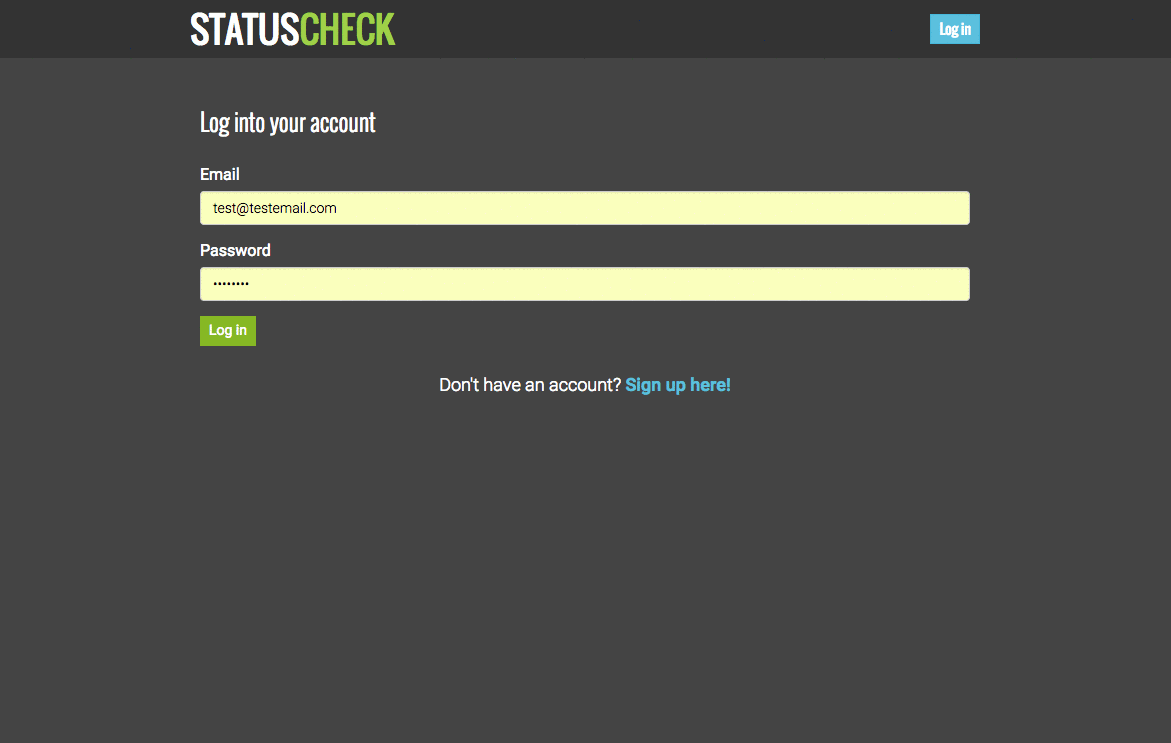 STATUSCHECK
Log in
Log into your account
Email
test@testemail.com
Password
••••••••
Log in
Don't have an account? Sign up here!